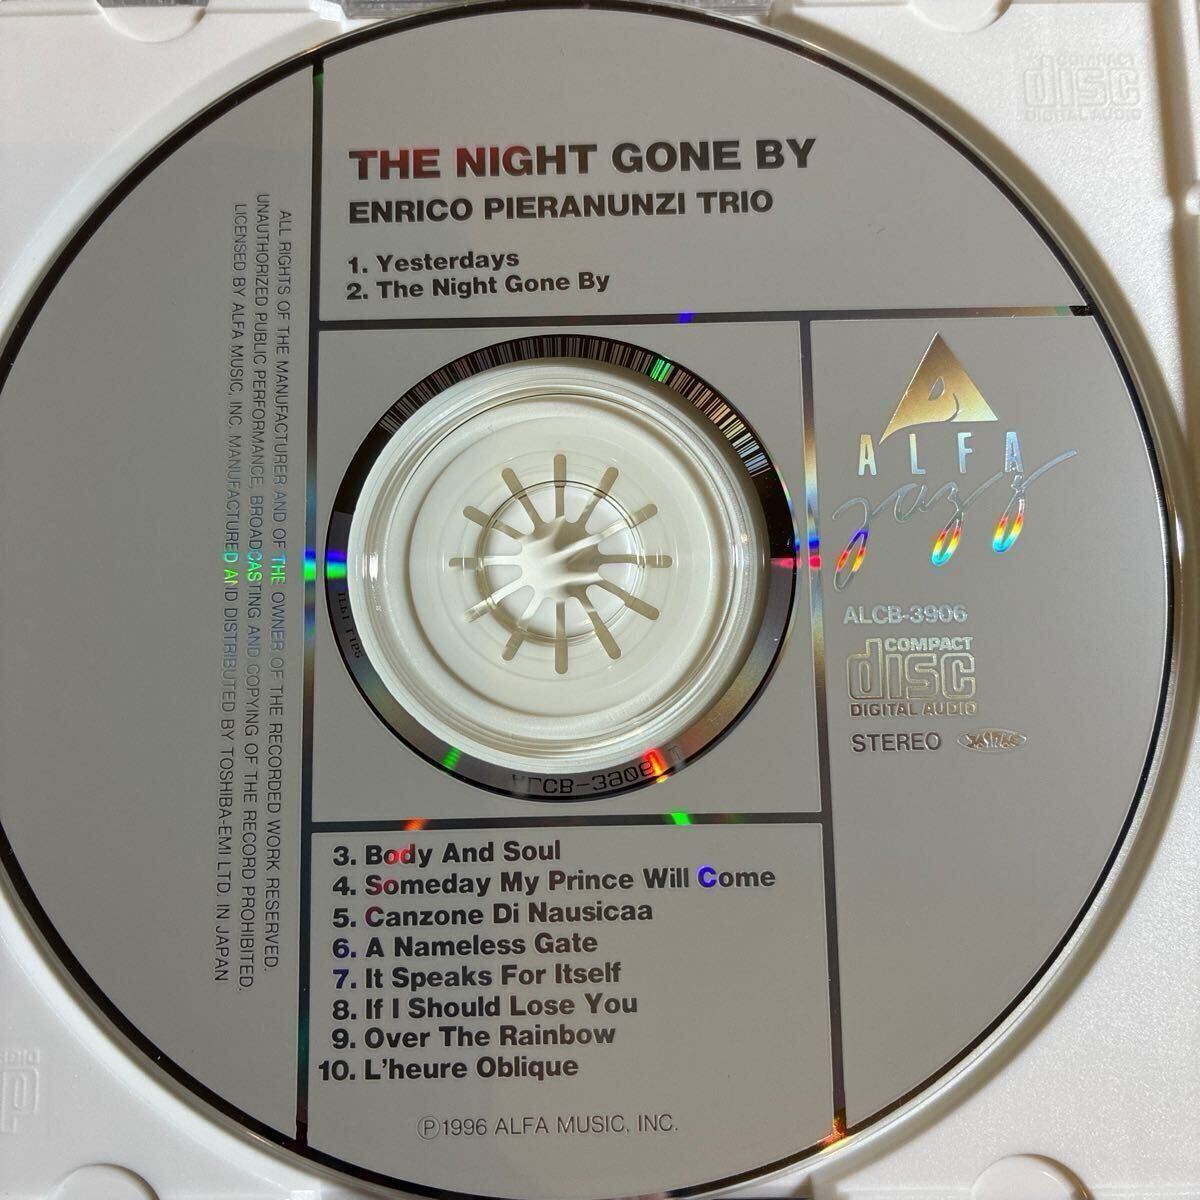 THE NIGHT GONE BY
ENRICO PIERANUNZI TRIO
1. Yesterdays
2. The Night Gone By
ALFA
jazz
ALCB-3906
COMPACT
disc
DIGITAL AUDIO
STEREO
3. Body And Soul
4. Someday My Prince Will Come
5. Canzone Di Nausicaa
6. A Nameless Gate
7. It Speaks For Itself
8. If I Should Lose You
9. Over The Rainbow
10. L'heure Oblique
Ⓟ1996 ALFA MUSIC, INC.
ALL RIGHTS OF THE MANUFACTURER AND OF THE OWNER OF THE RECORDED WORK RESERVED.
UNAUTHORIZED PUBLIC PERFORMANCE, BROADCASTING AND COPYING OF THE RECORD PROHIBITED.
LICENSED BY ALFA MUSIC, INC. MANUFACTURED AND DISTRIBUTED BY TOSHIBA-EMI LTD. IN JAPAN
COMPACT
disc
DIGITAL AUDIO